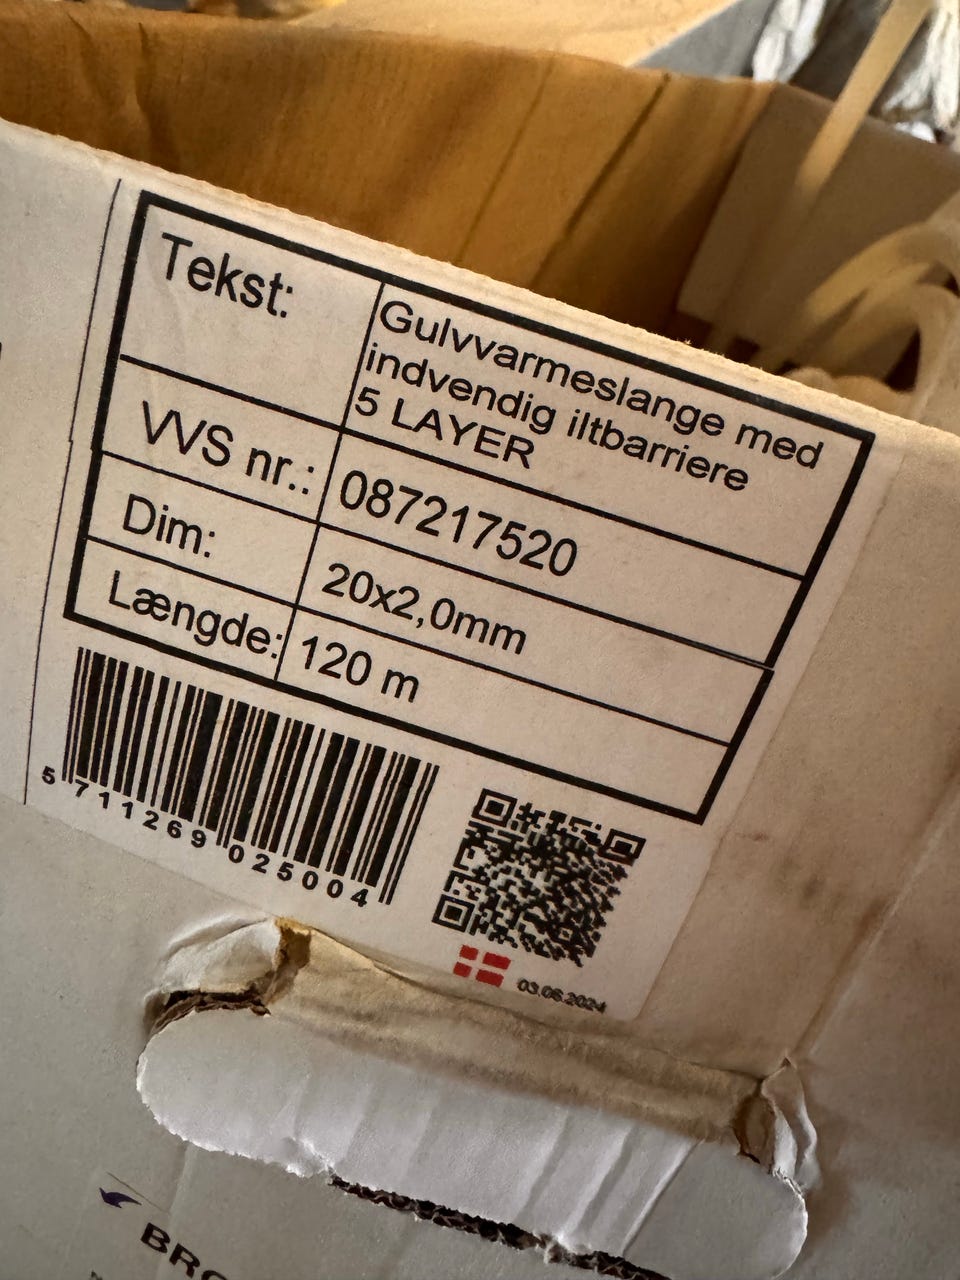 Tekst:
Gulvvarmeslange med
indvendig iltbarriere
5 LAYER
VVS nr.: 087217520
Dim: 20x2,0mm
Længde: 120 m
5 711269 025004
03.06.2024